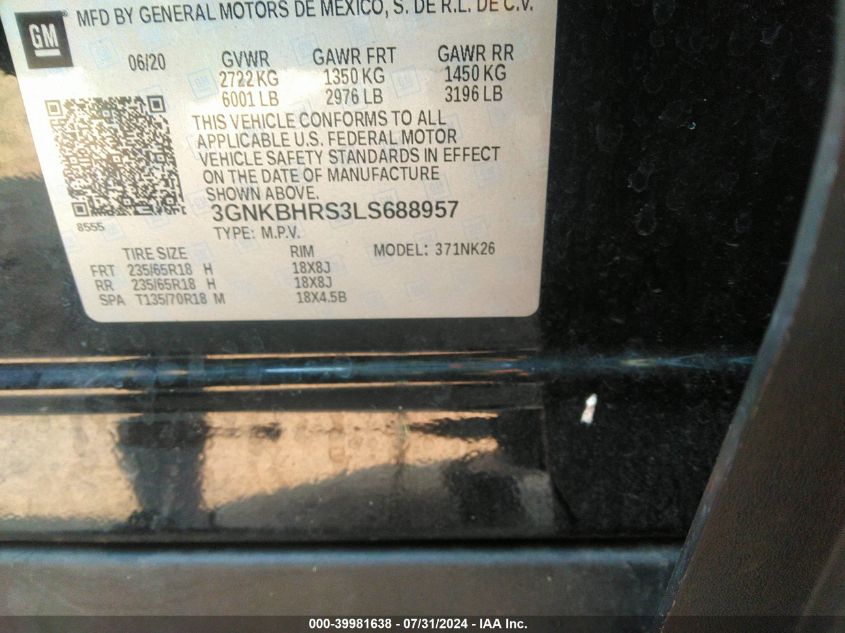 GM
MFD BY GENERAL MOTORS DE MEXICO, S. DE R.L. DE C.V.
06/20 GVWR GAWR FRT GAWR RR
2722 KG 1350 KG 1450 KG
6001 LB 2976 LB 3196 LB
THIS VEHICLE CONFORMS TO ALL
APPLICABLE U.S. FEDERAL MOTOR
VEHICLE SAFETY STANDARDS IN EFFECT
ON THE DATE OF MANUFACTURE
SHOWN ABOVE.
8555
3GNKBHRS3LS688957
TYPE: M.P.V.
TIRE SIZE RIM MODEL: 371NK26
FRT 235/65R18 H 18X8J
RR 235/65R18 H 18X8J
SPA T135/70R18 M 18X4.5B
000-39981638 - 07/31/2024 - IAA Inc.